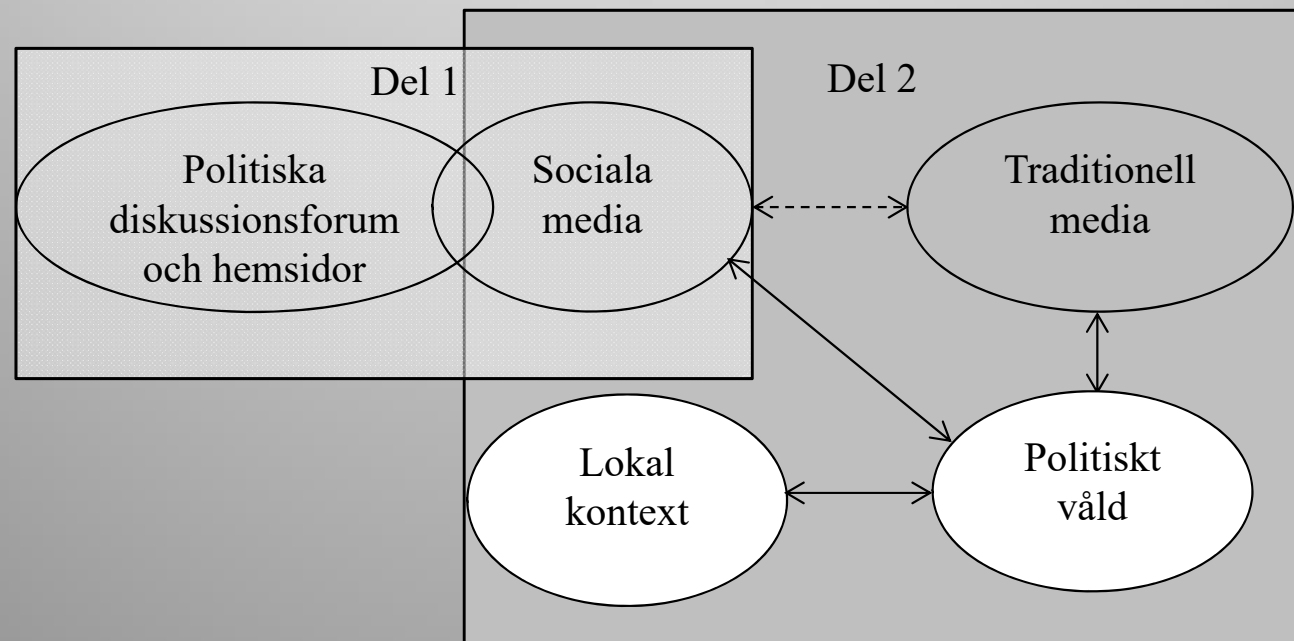 Del 1
Del 2
Politiska
diskussionsforum
och hemsidor
Sociala
media
Traditionell
media
Lokal
kontext
Politiskt
våld